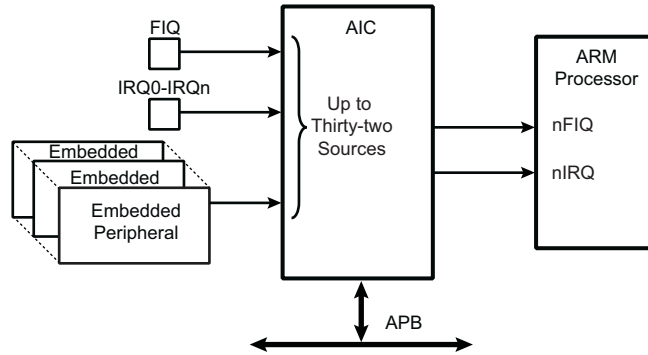 FIQ
IRQ0-IRQn
Embedded
Embedded
Embedded
Peripheral
AIC
Up to
Thirty-two
Sources
ARM
Processor
nFIQ
nIRQ
APB